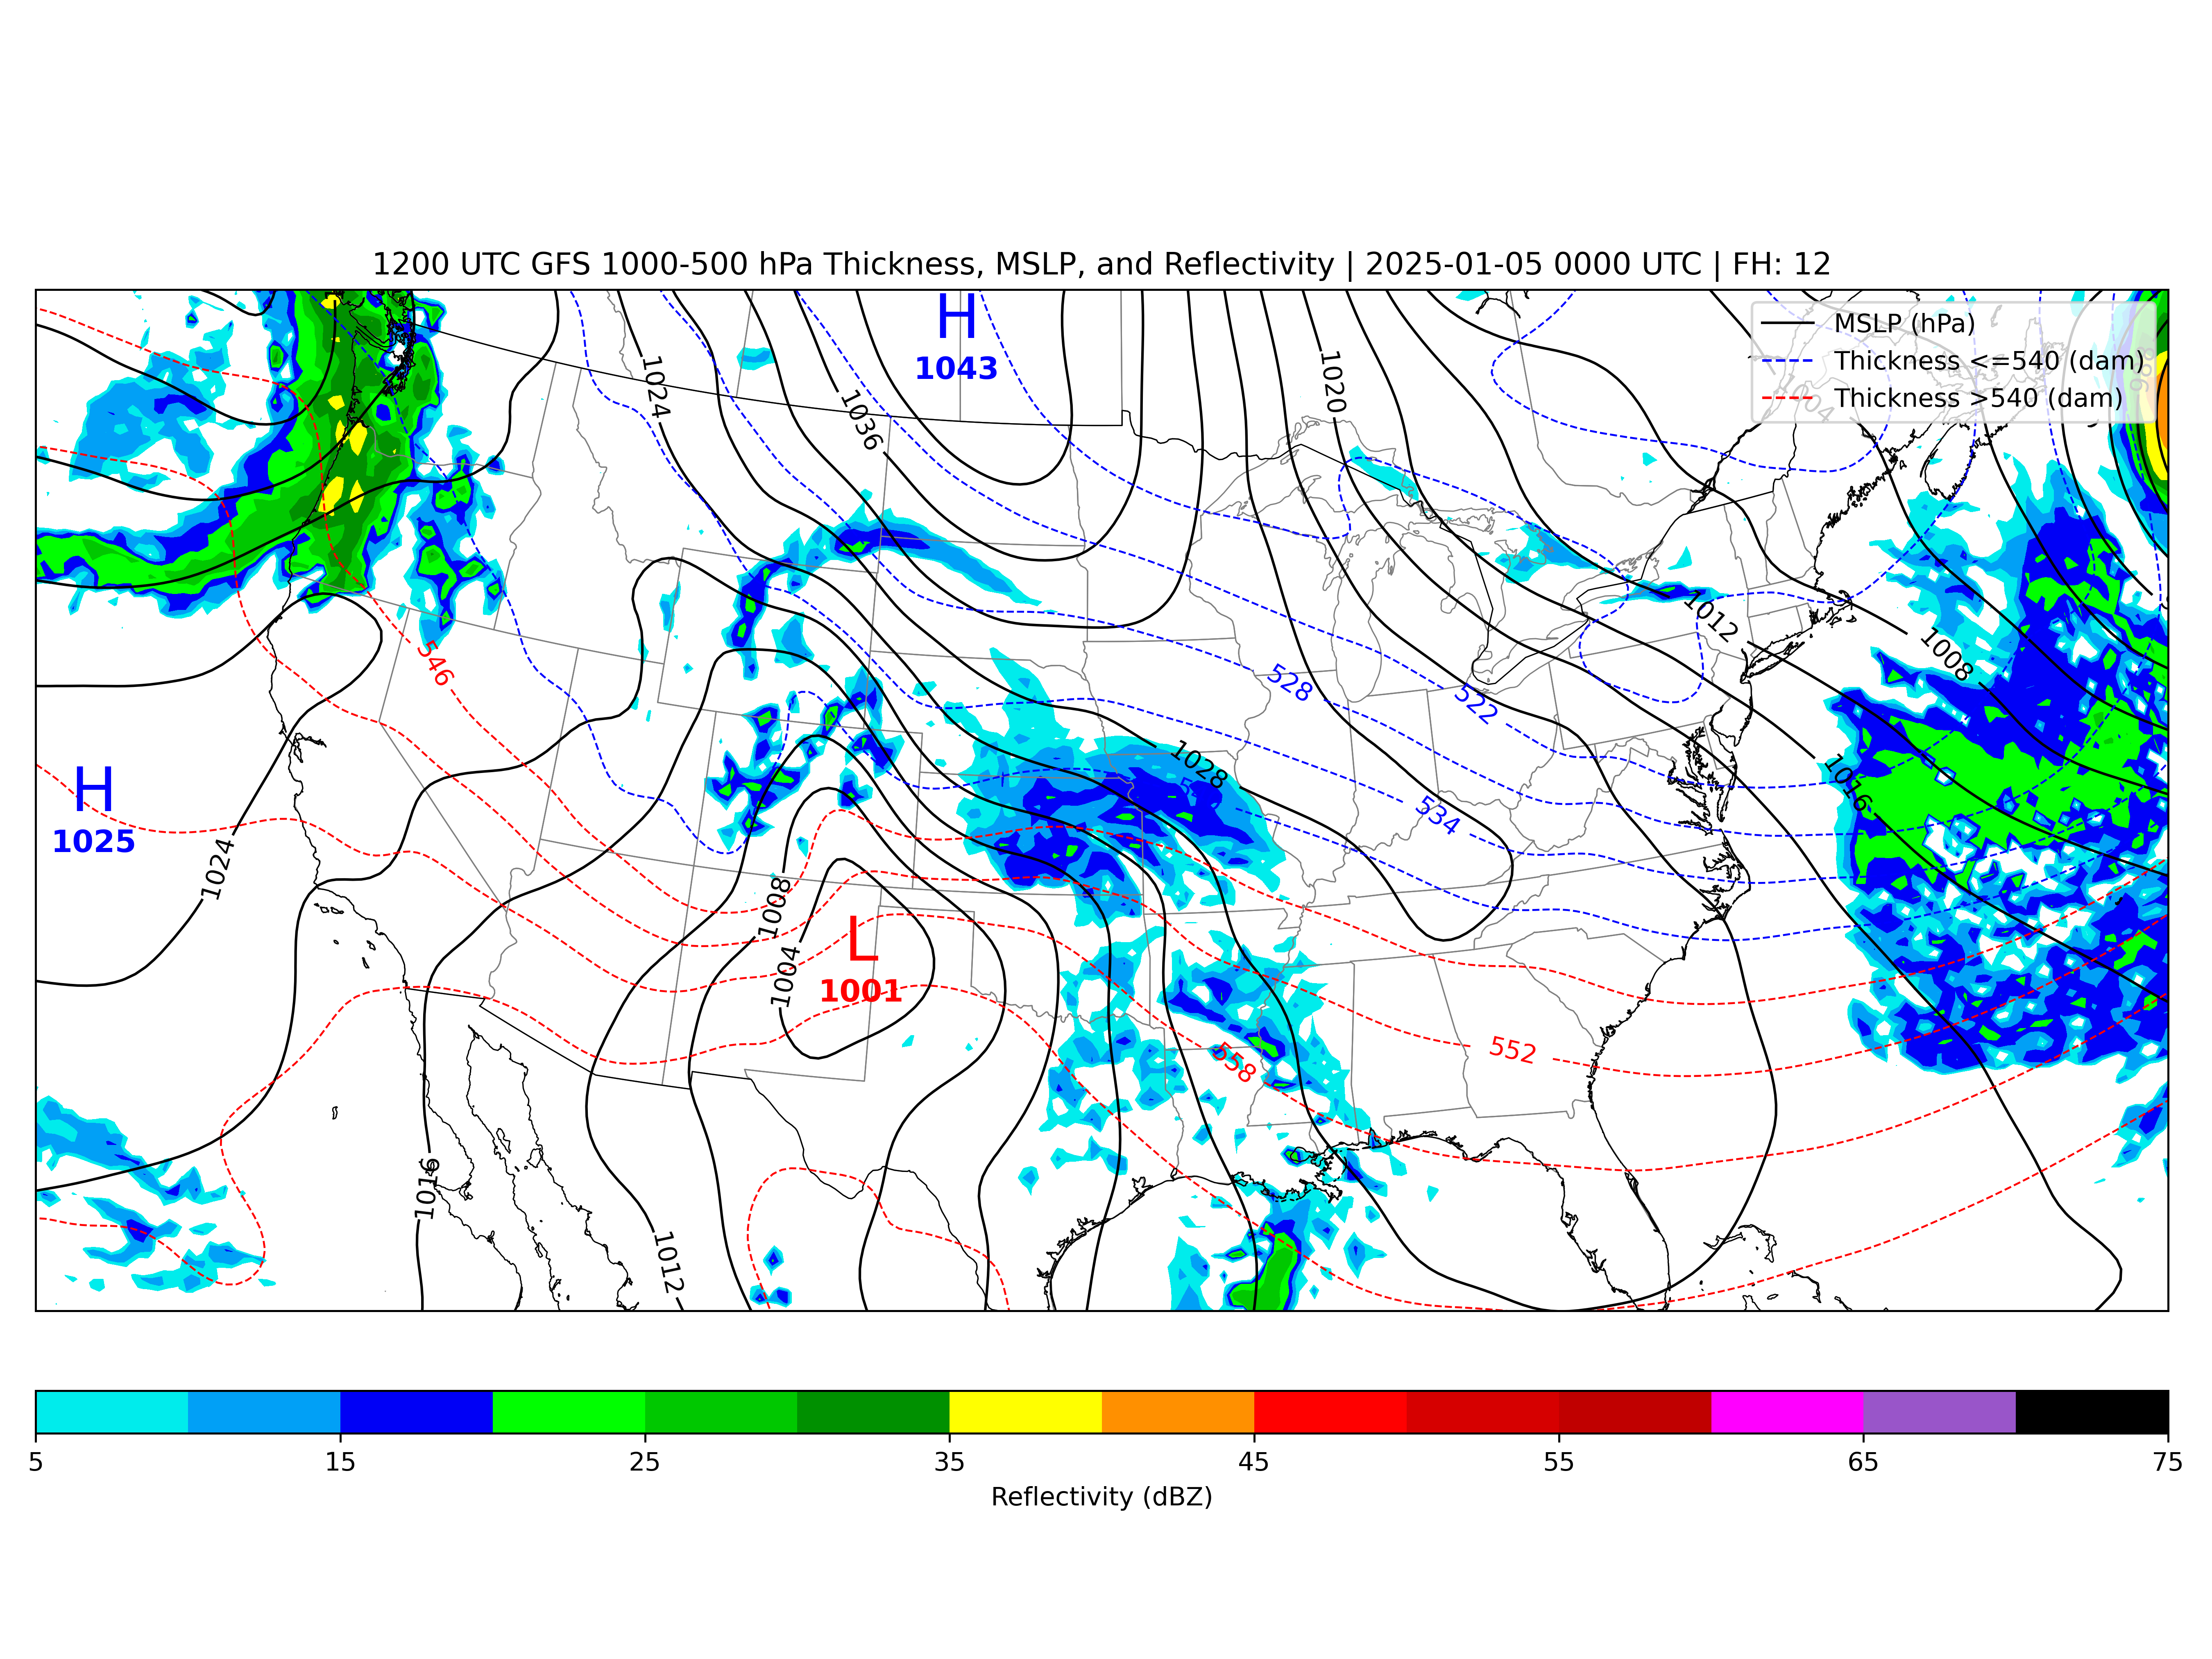 1200 UTC GFS 1000-500 hPa Thickness, MSLP, and Reflectivity | 2025-01-05 0000 UTC | FH: 12
MSLP (hPa)
Thickness <=540 (dam)
Thickness >540 (dam)
H
1043
1024
1036
1020
1004
1012
1008
546
528
522
1028
1016
H
1025
534
1024
1008
L
1001
1004
552
558
1016
1012
5 15 25 35 45 55 65 75
Reflectivity (dBZ)